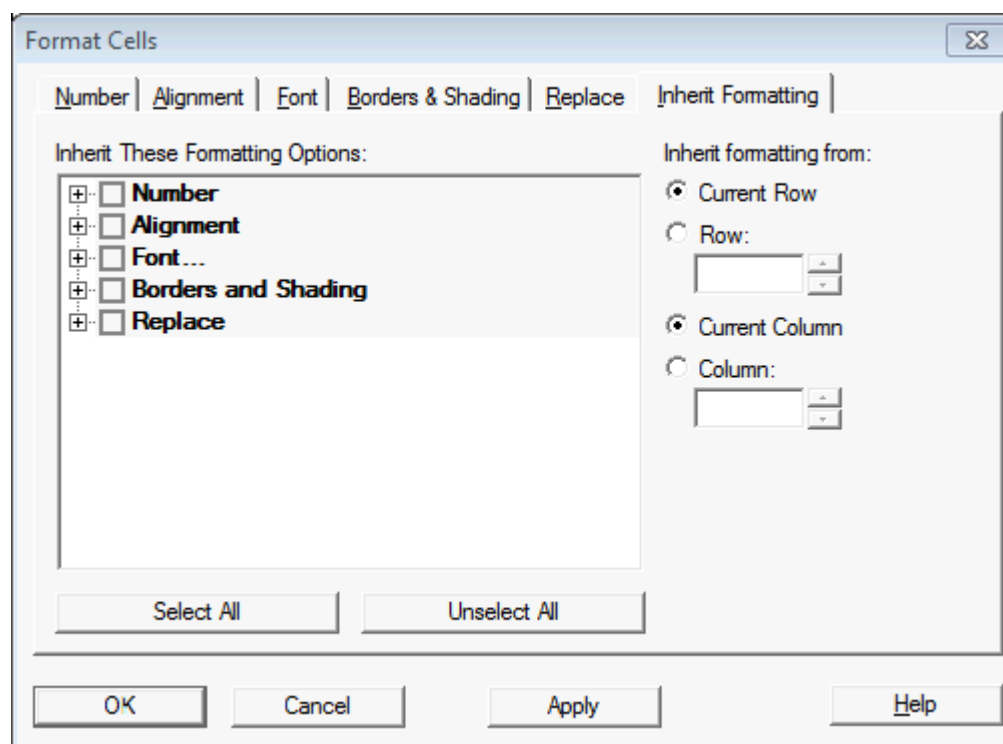 Format Cells
Number Alignment Font Borders & Shading Replace Inherit Formatting
Inherit These Formatting Options:
Number
Alignment
Font...
Borders and Shading
Replace
Select All Unselect All
Inherit formatting from:
Current Row
Row:
Current Column
Column:
OK Cancel Apply Help